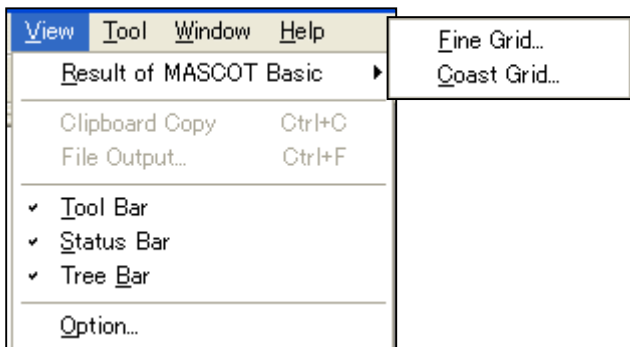 View Tool Window Help
Result of MASCOT Basic
Fine Grid...
Coast Grid...
Clipboard Copy Ctrl+C
File Output... Ctrl+F
Tool Bar
Status Bar
Tree Bar
Option...